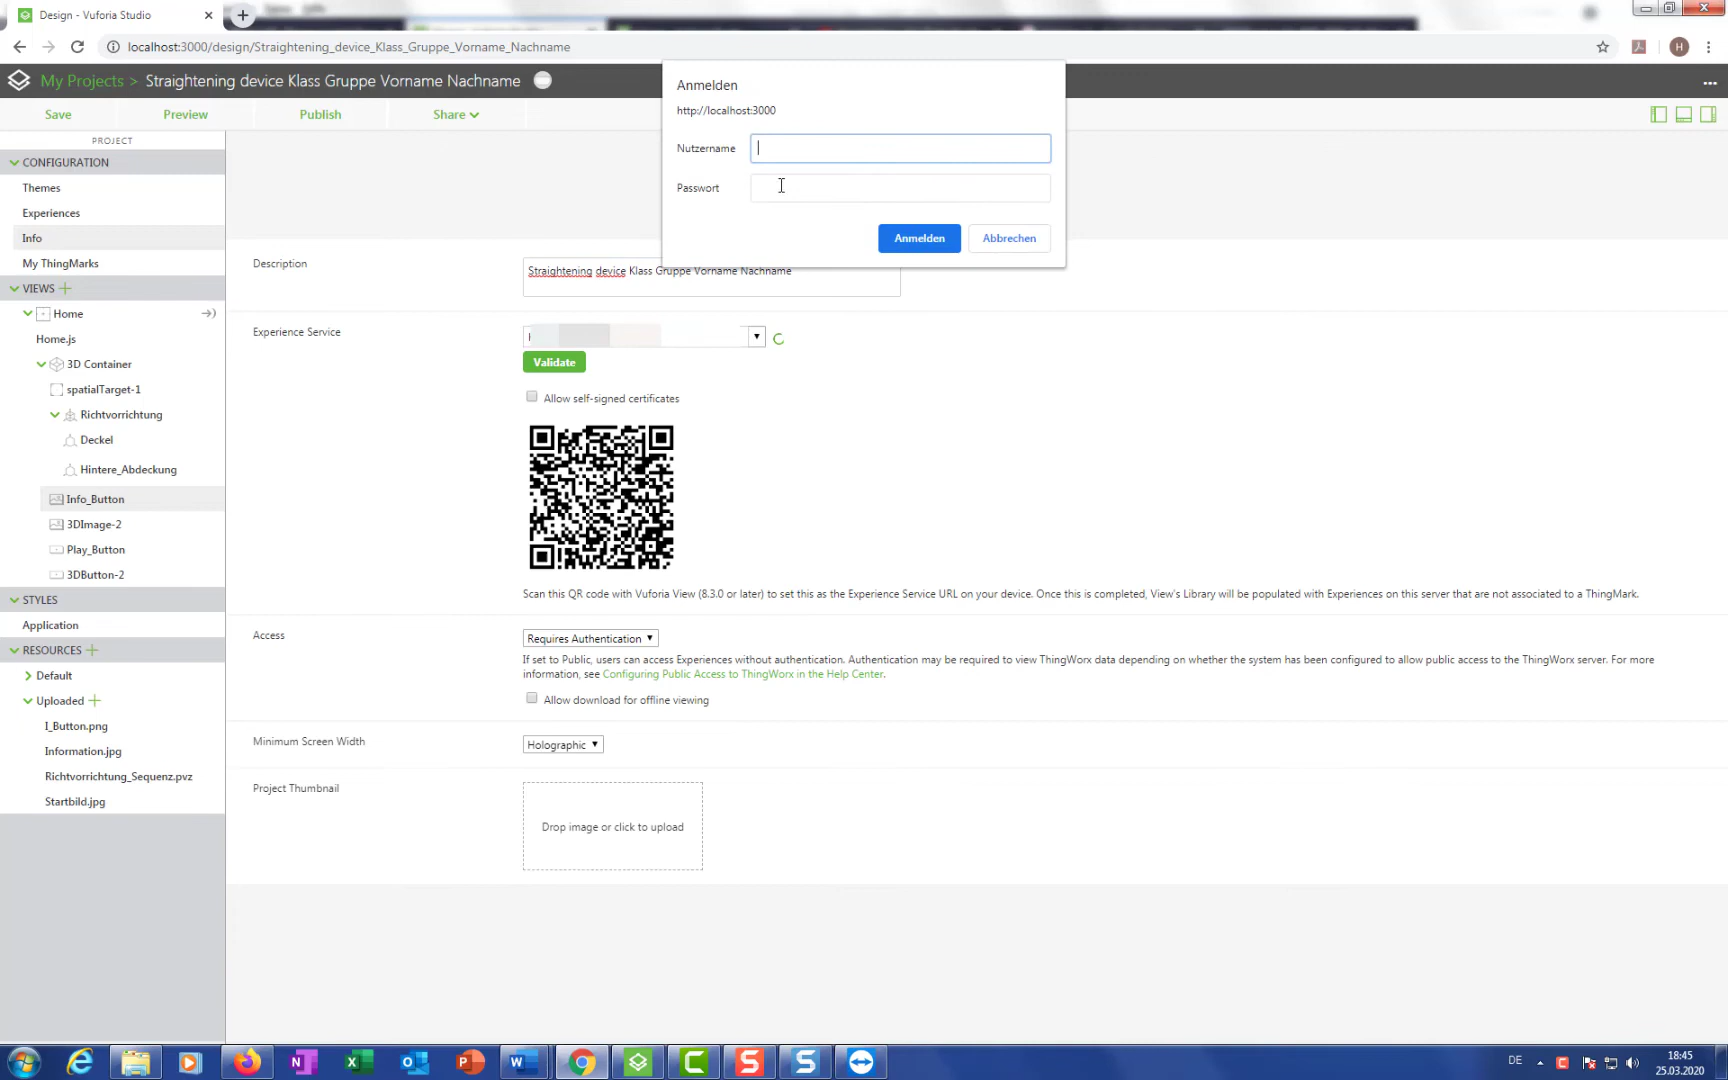 Design - Vuforia Studio
localhost:3000/design/Straightening_device_Klass_Gruppe_Vorname_Nachname
H
My Projects > Straightening device Klass Gruppe Vorname Nachname
Save
Preview
Publish
Share
Anmelden
http://localhost:3000
Nutzername
Passwort
Anmelden
Abbrechen
PROJECT
CONFIGURATION
Themes
Experiences
Info
My ThingMarks
VIEWS
Home
Home.js
3D Container
spatialTarget-1
Richtvorrichtung
Deckel
Hintere_Abdeckung
Info_Button
3DImage-2
Play_Button
3DButton-2
STYLES
Application
RESOURCES
Default
Uploaded
I_Button.png
Information.jpg
Richtvorrichtung_Sequenz.pvz
Startbild.jpg
Description
Straightening device Klass Gruppe Vorname Nachname
Experience Service
Validate
Allow self-signed certificates
Scan this QR code with Vuforia View (8.3.0 or later) to set this as the Experience Service URL on your device. Once this is completed, View's Library will be populated with Experiences on this server that are not associated to a ThingMark.
Access
Requires Authentication
If set to Public, users can access Experiences without authentication. Authentication may be required to view ThingWorx data depending on whether the system has been configured to allow public access to the ThingWorx server. For more
information, see Configuring Public Access to ThingWorx in the Help Center.
Allow download for offline viewing
Minimum Screen Width
Holographic
Project Thumbnail
Drop image or click to upload
DE
18:45
25.03.2020